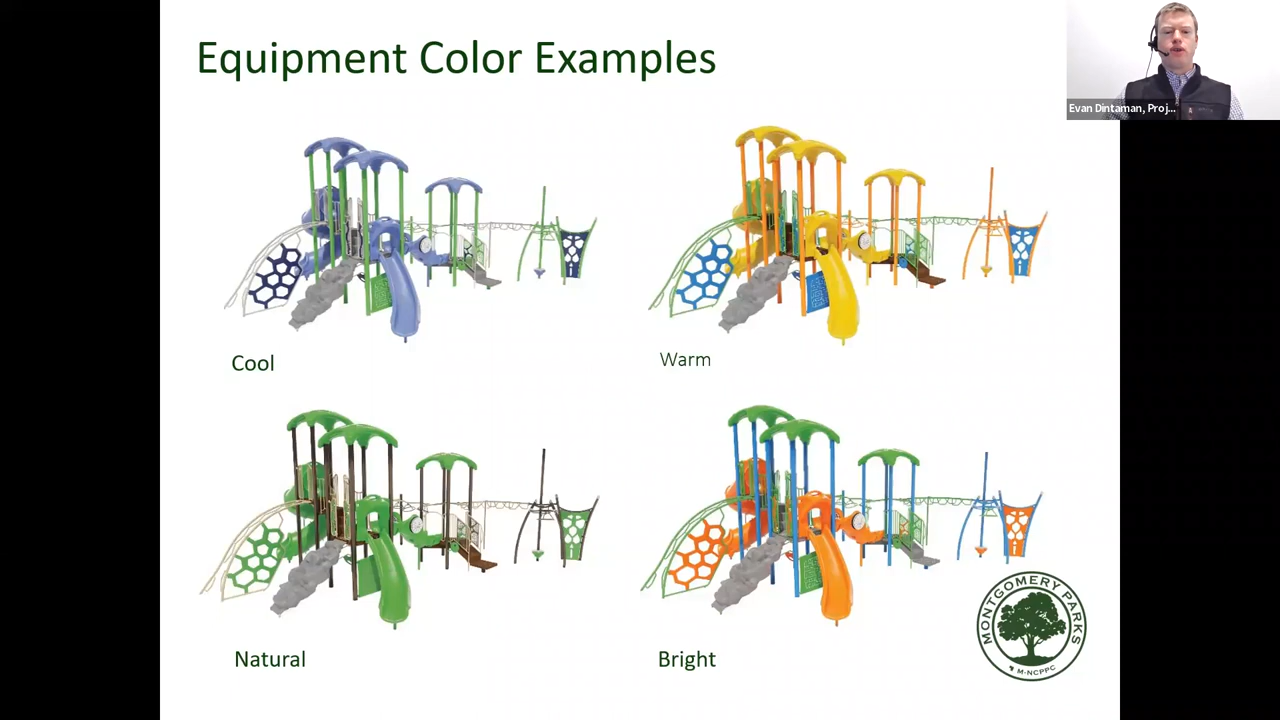 Equipment Color Examples
Evan Dintaman, Proj...
Cool
Warm
Natural
Bright
MONTGOMERY PARKS
M-NCPPC